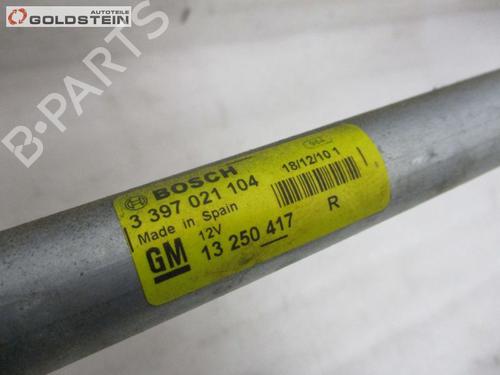 AUTOTEILE
GOLDSTEIN
B-PARTS
BOSCH
18/12/10 1
3 397 021 104
Made in Spain
12V
R
GM
13 250 417